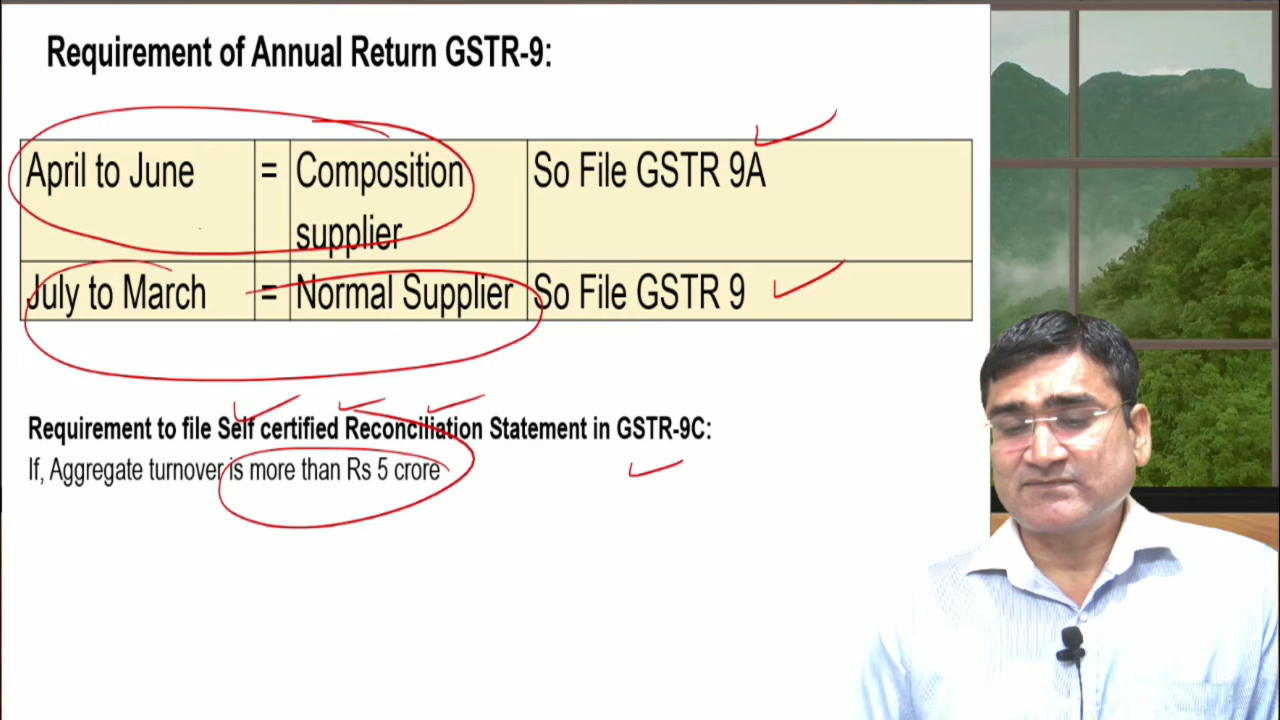 Requirement of Annual Return GSTR-9:
April to June = Composition supplier So File GSTR 9A
July to March = Normal Supplier So File GSTR 9
Requirement to file Self certified Reconciliation Statement in GSTR-9C:
If, Aggregate turnover is more than Rs 5 crore